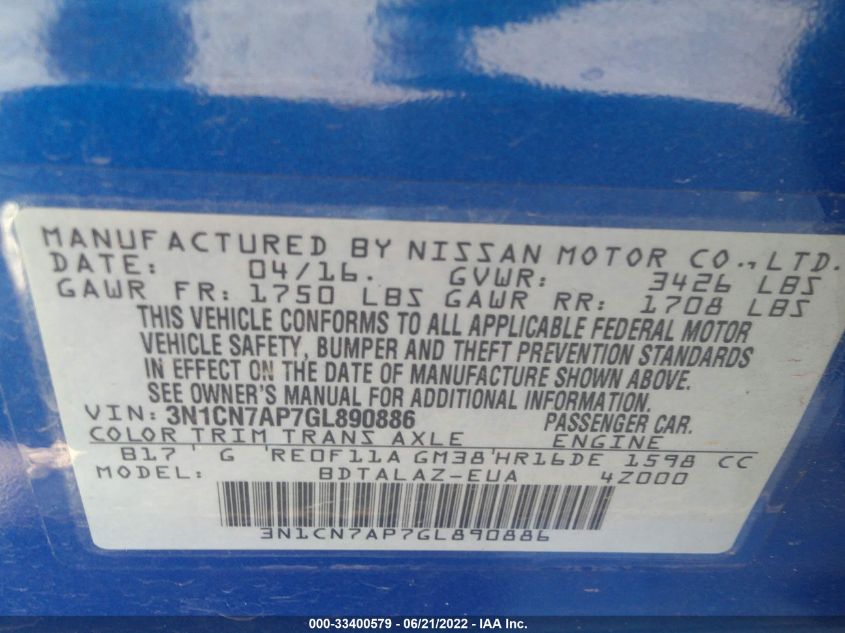 MANUFACTURED BY NISSAN MOTOR CO., LTD.
DATE: 04/16. GVWR: 3426 LBS
GAWR FR: 1750 LBS GAWR RR: 1708 LBS
THIS VEHICLE CONFORMS TO ALL APPLICABLE FEDERAL MOTOR
VEHICLE SAFETY, BUMPER AND THEFT PREVENTION STANDARDS
IN EFFECT ON THE DATE OF MANUFACTURE SHOWN ABOVE.
SEE OWNER'S MANUAL FOR ADDITIONAL INFORMATION.
VIN: 3N1CN7AP7GL890886 PASSENGER CAR.
COLOR TRIM TRANS AXLE ENGINE
B17' G 'RE0F11A GM38'HR16DE 1598 CC
MODEL: BDTALAZ-EUA 4Z000
3N1CN7AP7GL890886
000-33400579 - 06/21/2022 - IAA Inc.